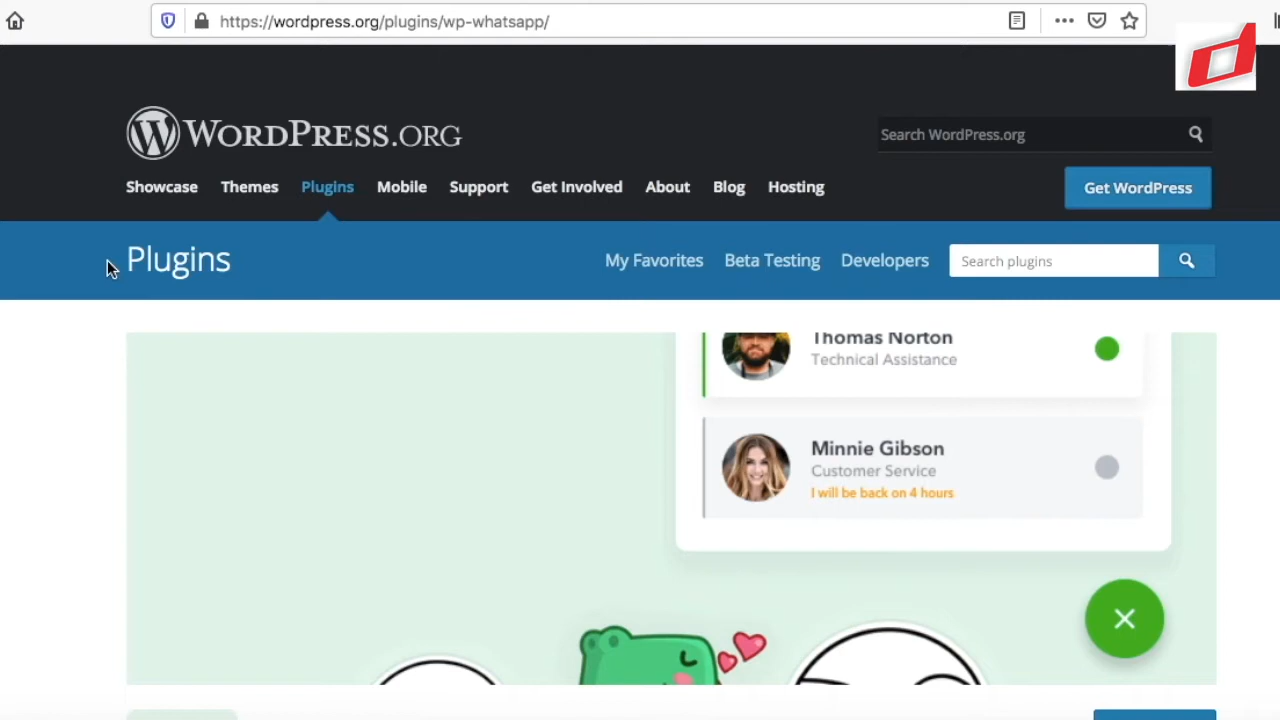 https://wordpress.org/plugins/wp-whatsapp/
WORDPRESS.ORG
Search WordPress.org
Showcase Themes Plugins Mobile Support Get Involved About Blog Hosting
Get WordPress
Plugins
My Favorites Beta Testing Developers
Search plugins
Thomas Norton
Technical Assistance
Minnie Gibson
Customer Service
I will be back on 4 hours